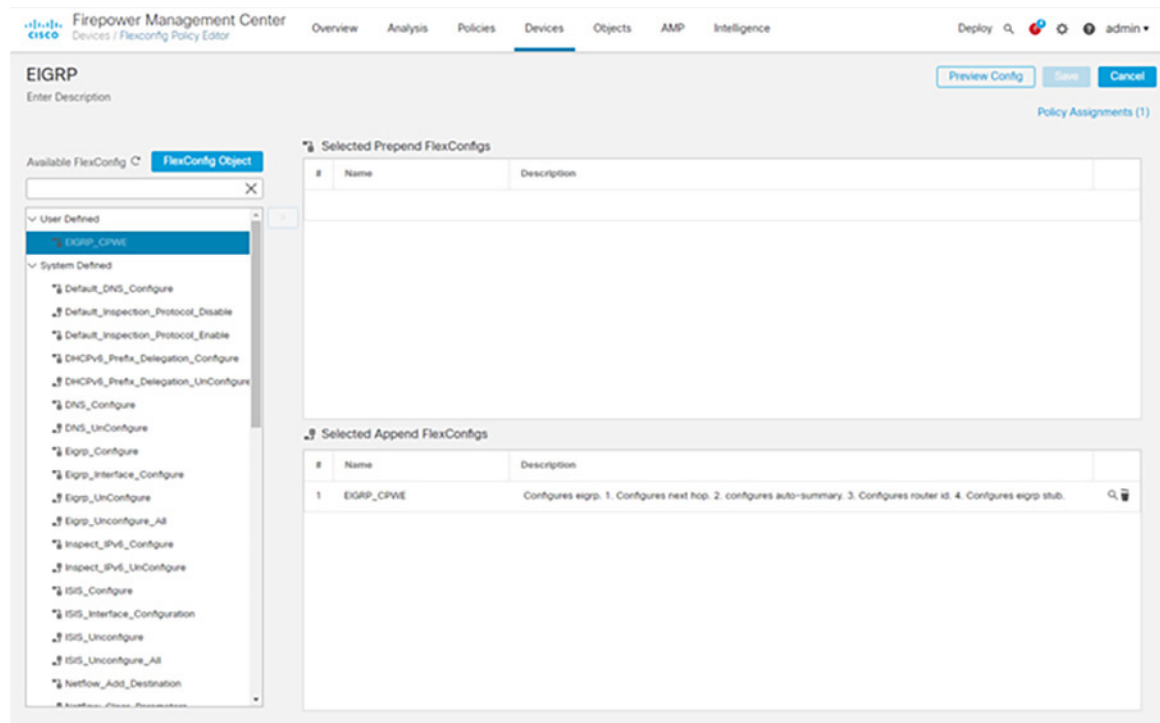 CISCO
Firepower Management Center
Devices / Flexconfig Policy Editor
Overview
Analysis
Policies
Devices
Objects
AMP
Intelligence
Deploy
admin
EIGRP
Enter Description
Preview Config
Save
Cancel
Policy Assignments (1)
Available FlexConfig
FlexConfig Object
User Defined
EIGRP_CPWE
System Defined
Default_DNS_Configure
Default_Inspection_Protocol_Disable
Default_Inspection_Protocol_Enable
DHCPv6_Prefix_Delegation_Configure
DHCPv6_Prefix_Delegation_UnConfigure
DNS_Configure
DNS_UnConfigure
Eigrp_Configure
Eigrp_Interface_Configure
Eigrp_UnConfigure
Eigrp_Unconfigure_All
Inspect_IPv6_Configure
Inspect_IPv6_UnConfigure
ISIS_Configure
ISIS_Interface_Configuration
ISIS_Unconfigure
ISIS_Unconfigure_All
Netflow_Add_Destination
Selected Prepend FlexConfigs
# Name Description
Selected Append FlexConfigs
# Name Description
1 EIGRP_CPWE Configures eigrp. 1. Configures next hop. 2. configures auto-summary. 3. Configures router id. 4. Configures eigrp stub.